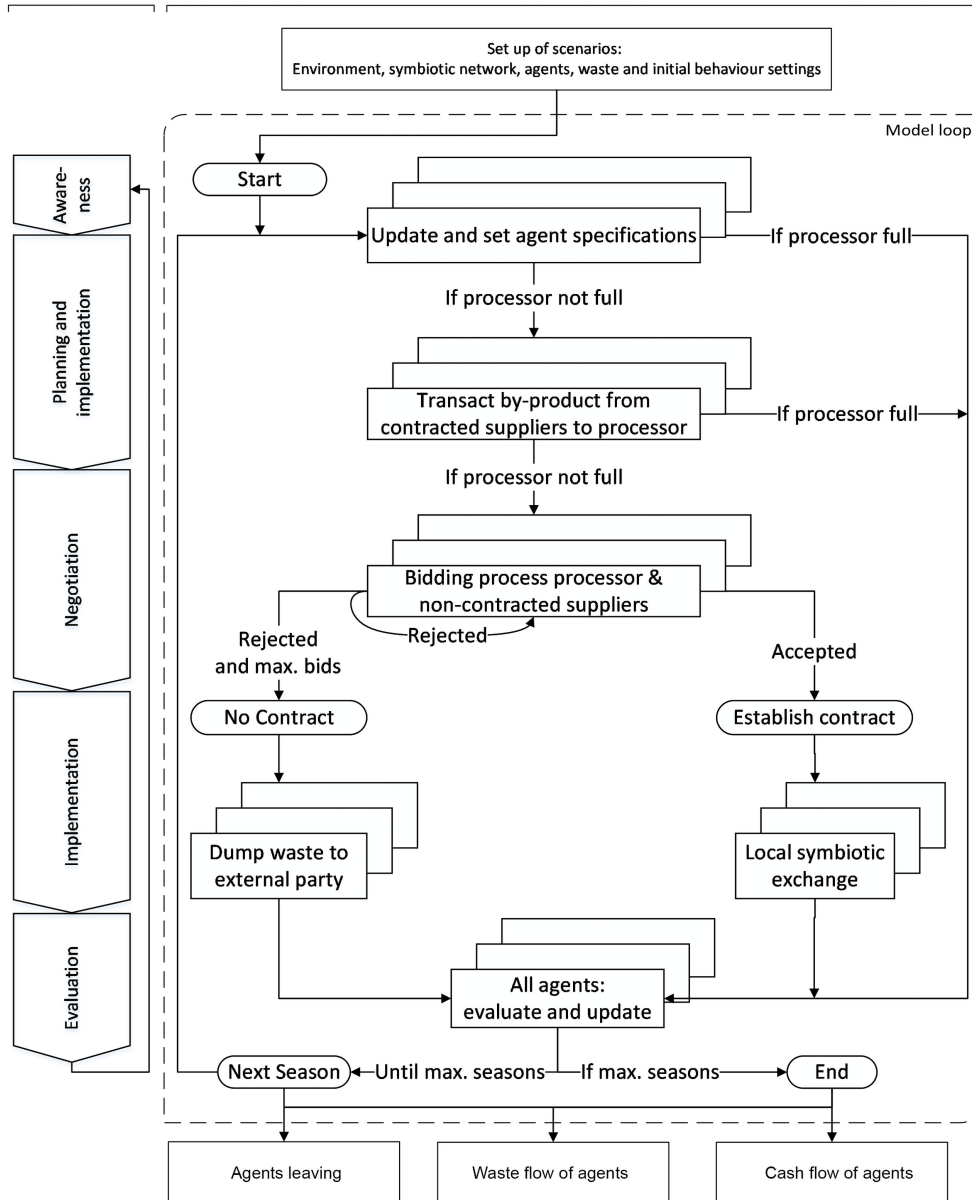 Set up of scenarios:
Environment, symbiotic network, agents, waste and initial behaviour settings
Model loop
Aware-
ness
Start
Update and set agent specifications
If processor full
Planning and
implementation
If processor not full
Transact by-product from
contracted suppliers to processor
If processor full
If processor not full
Negotiation
Bidding process processor &
non-contracted suppliers
Rejected
Rejected
and max. bids
Accepted
Implementation
No Contract
Establish contract
Dump waste to
external party
Local symbiotic
exchange
Evaluation
All agents:
evaluate and update
Next Season
Until max. seasons
If max. seasons
End
Agents leaving
Waste flow of agents
Cash flow of agents